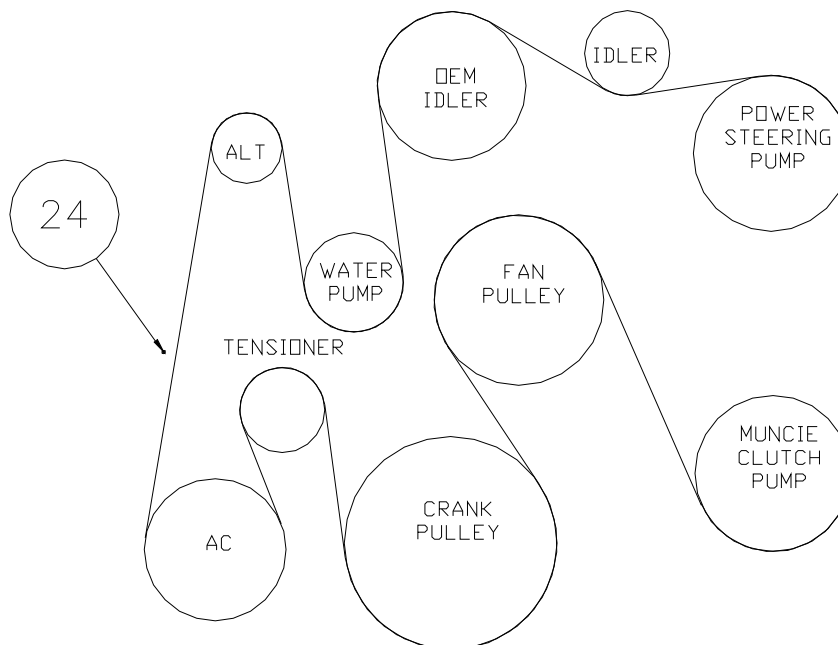 OEM
IDLER
IDLER
POWER
STEERING
PUMP
ALT
24
WATER
PUMP
FAN
PULLEY
TENSIONER
MUNCIE
CLUTCH
PUMP
CRANK
PULLEY
AC